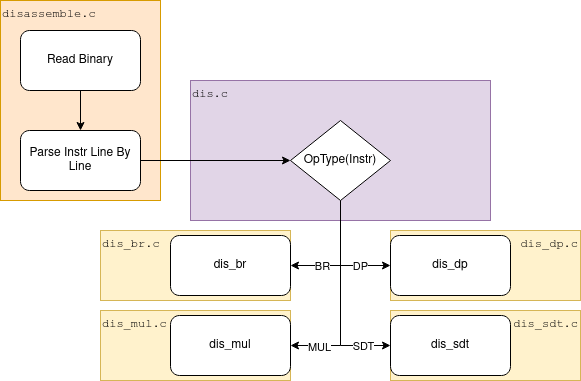 disassemble.c
Read Binary
Parse Instr Line By
Line
dis.c
OpType(Instr)
dis_br.c
dis_br
BR
DP
dis_dp
dis_dp.c
dis_mul.c
dis_mul
MUL
SDT
dis_sdt
dis_sdt.c